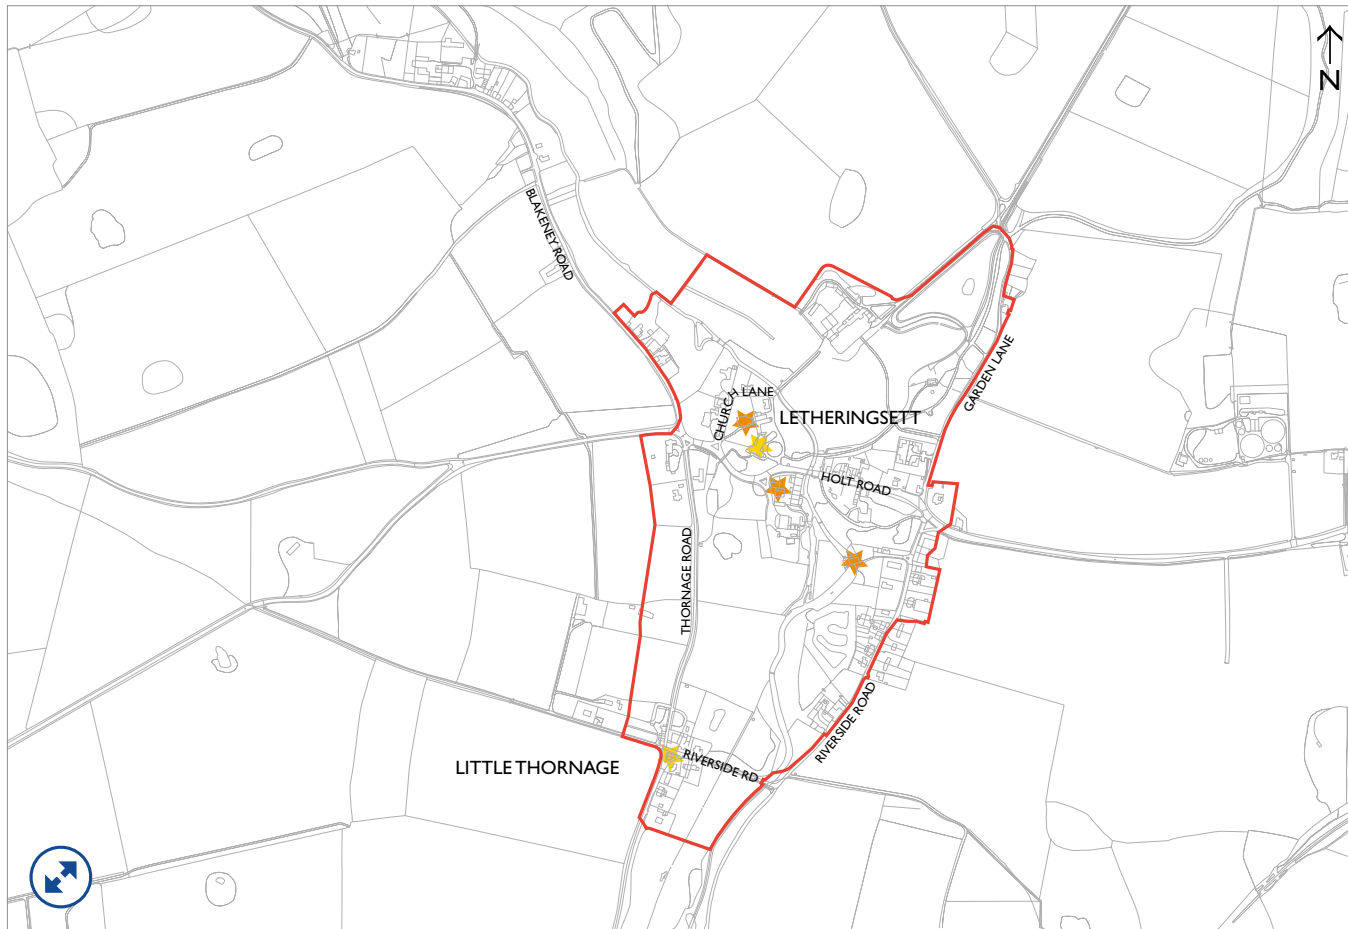 N
BLAKENEY ROAD
GARDEN LANE
CHURCH LANE
LETHERINGSETT
HOLT ROAD
THORNAGE ROAD
RIVERSIDE ROAD
RIVERSIDE RD
LITTLE THORNAGE